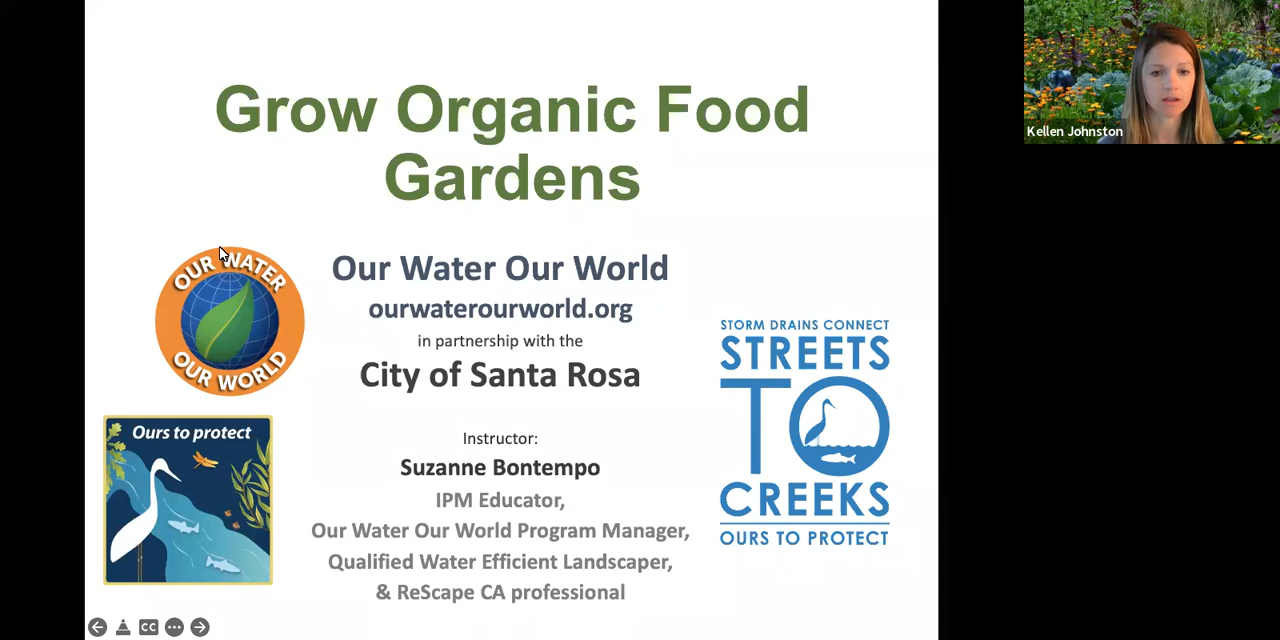 Grow Organic Food
Gardens
Kellen Johnston
OUR WATER
OUR WORLD
Our Water Our World
ourwaterourworld.org
in partnership with the
City of Santa Rosa
Ours to protect
Instructor:
Suzanne Bontempo
IPM Educator,
Our Water Our World Program Manager,
Qualified Water Efficient Landscaper,
& ReScape CA professional
STORM DRAINS CONNECT
STREETS
TO
CREEKS
OURS TO PROTECT
CC